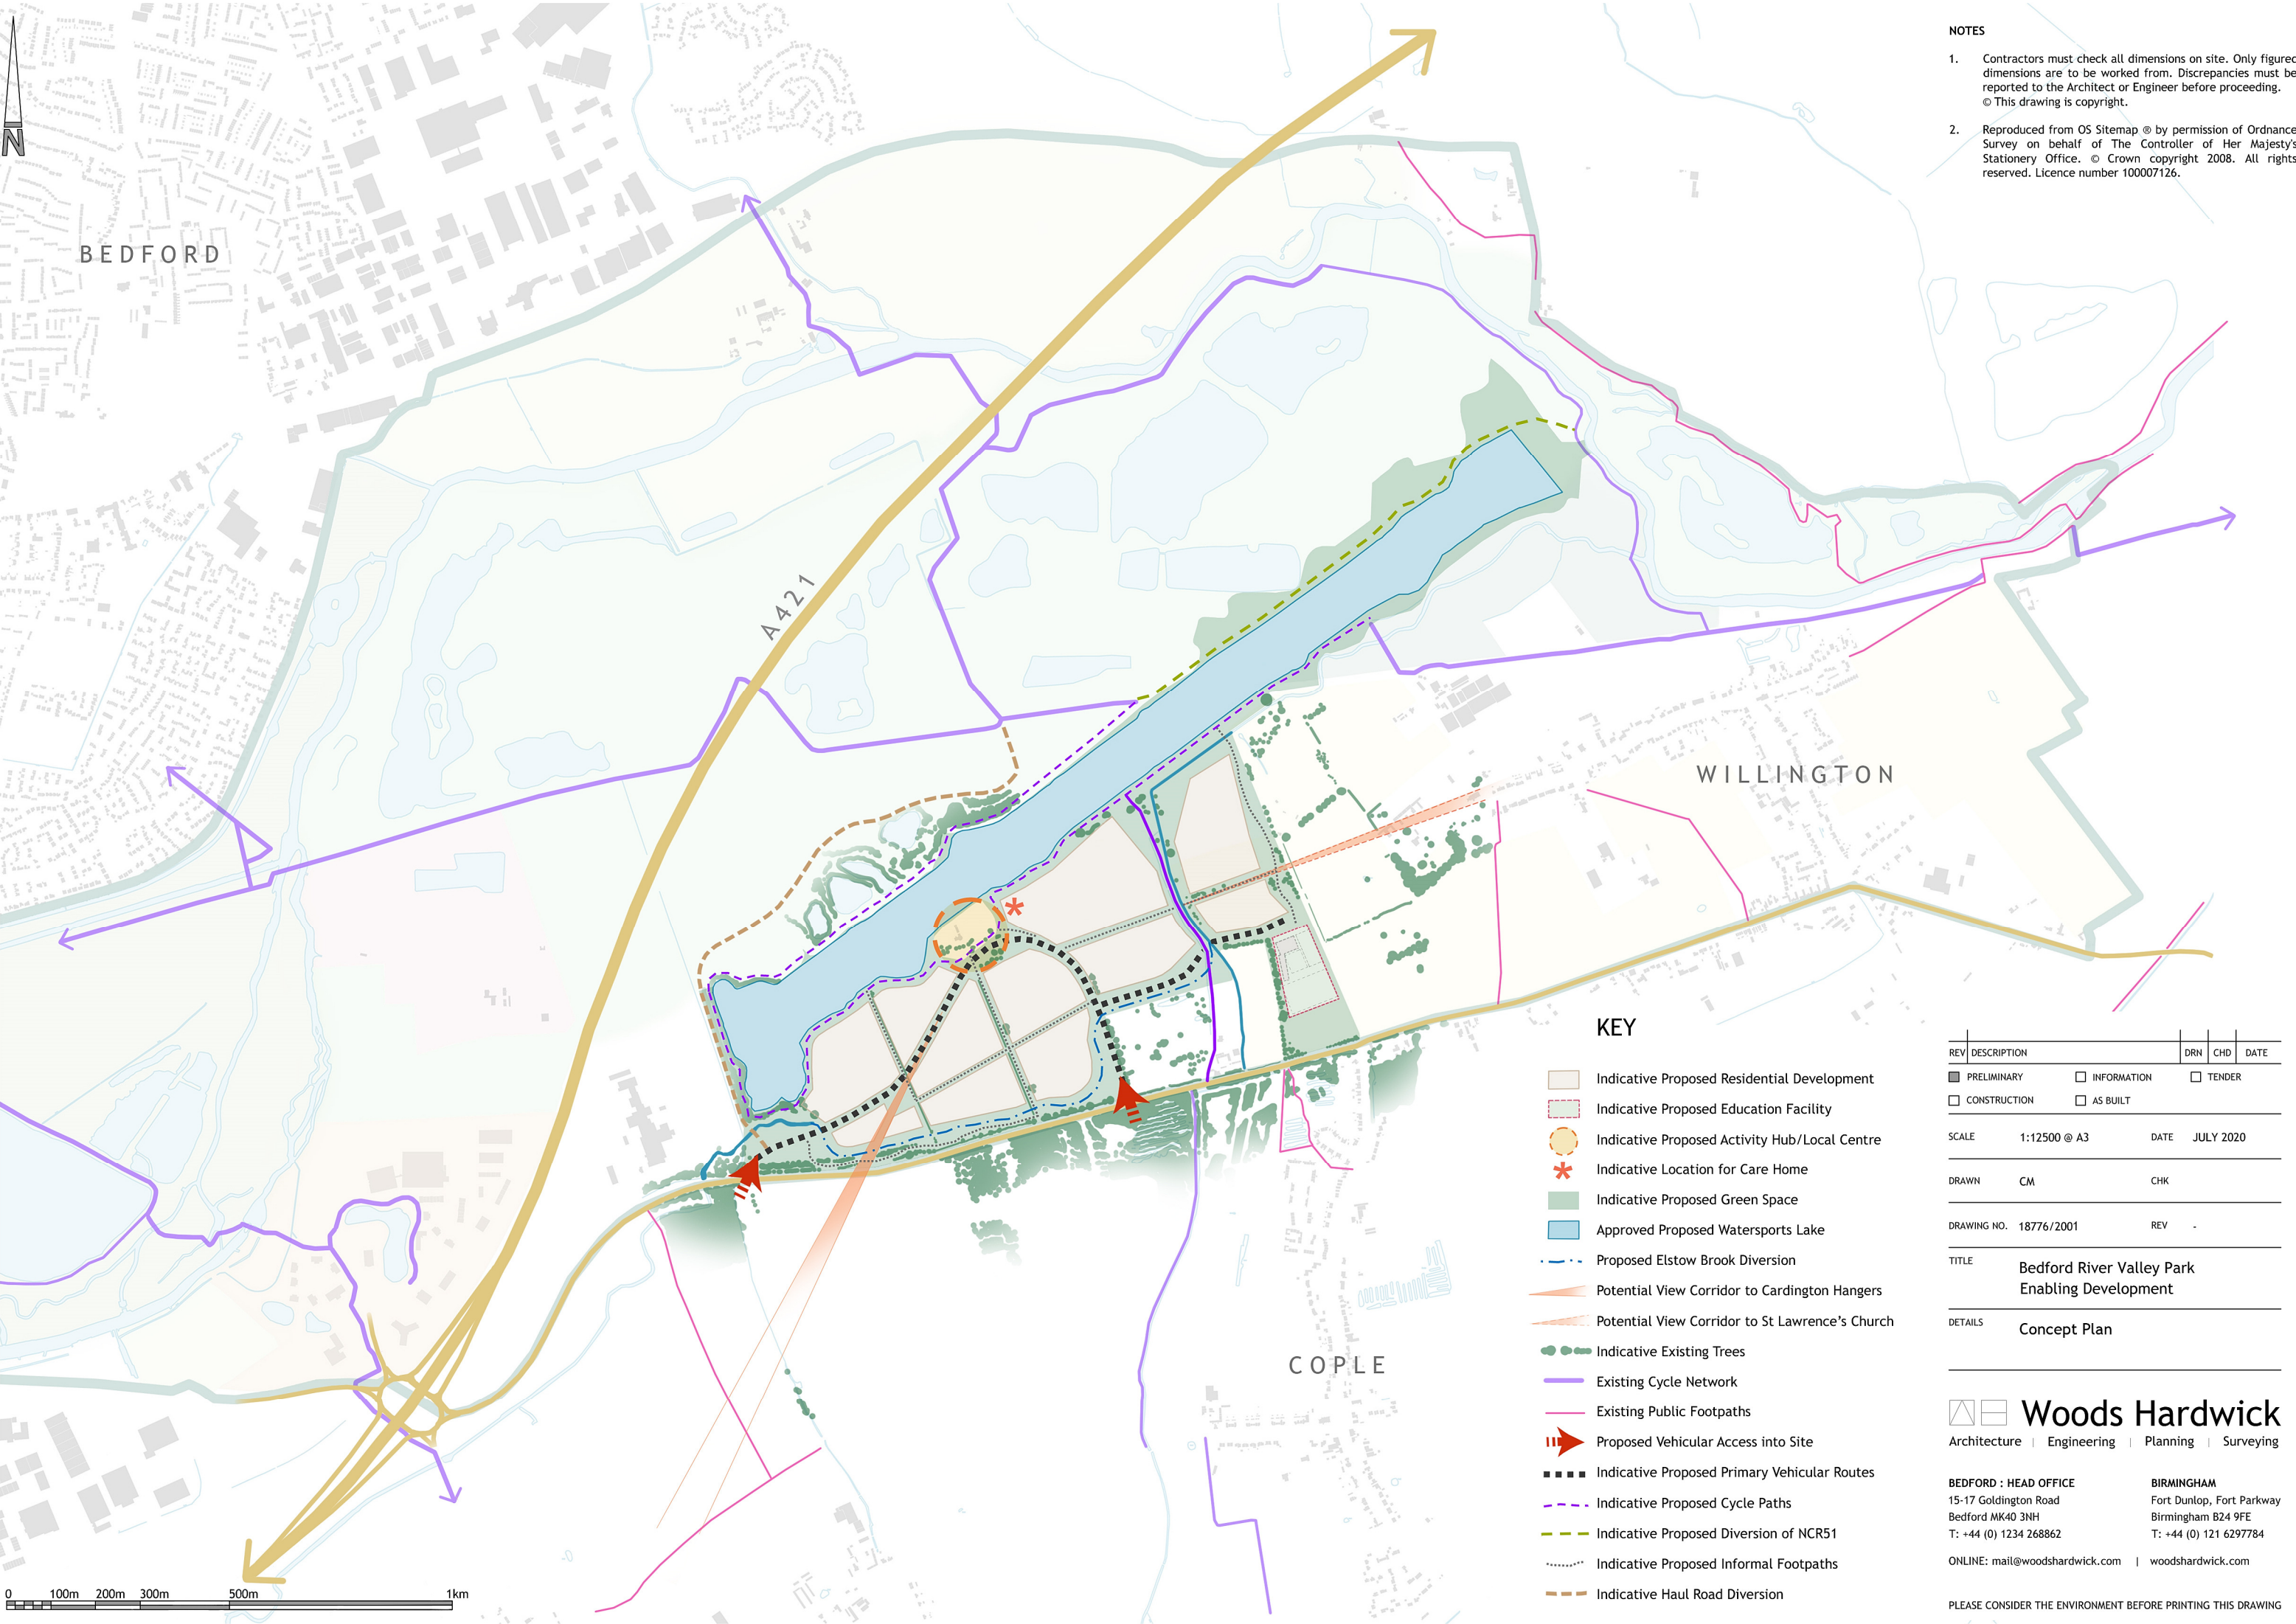 NOTES
1. Contractors must check all dimensions on site. Only figured
dimensions are to be worked from. Discrepancies must be
reported to the Architect or Engineer before proceeding.
© This drawing is copyright.
2. Reproduced from OS Sitemap ® by permission of Ordnance
Survey on behalf of The Controller of Her Majesty's
Stationery Office. © Crown copyright 2008. All rights
reserved. Licence number 100007126.
N
BEDFORD
A421
WILLINGTON
COPLE
KEY
Indicative Proposed Residential Development
Indicative Proposed Education Facility
Indicative Proposed Activity Hub/Local Centre
Indicative Location for Care Home
Indicative Proposed Green Space
Approved Proposed Watersports Lake
Proposed Elstow Brook Diversion
Potential View Corridor to Cardington Hangers
Potential View Corridor to St Lawrence's Church
Indicative Existing Trees
Existing Cycle Network
Existing Public Footpaths
Proposed Vehicular Access into Site
Indicative Proposed Primary Vehicular Routes
Indicative Proposed Cycle Paths
Indicative Proposed Diversion of NCR51
Indicative Proposed Informal Footpaths
Indicative Haul Road Diversion
REV DESCRIPTION DRN CHD DATE
PRELIMINARY INFORMATION TENDER
CONSTRUCTION AS BUILT
SCALE 1:12500 @ A3 DATE JULY 2020
DRAWN CM CHK
DRAWING NO. 18776/2001 REV -
TITLE Bedford River Valley Park
Enabling Development
DETAILS Concept Plan
Woods Hardwick
Architecture | Engineering | Planning | Surveying
BEDFORD : HEAD OFFICE
15-17 Goldington Road
Bedford MK40 3NH
T: +44 (0) 1234 268862
BIRMINGHAM
Fort Dunlop, Fort Parkway
Birmingham B24 9FE
T: +44 (0) 121 6297784
ONLINE: mail@woodshardwick.com | woodshardwick.com
PLEASE CONSIDER THE ENVIRONMENT BEFORE PRINTING THIS DRAWING
0 100m 200m 300m 500m 1km